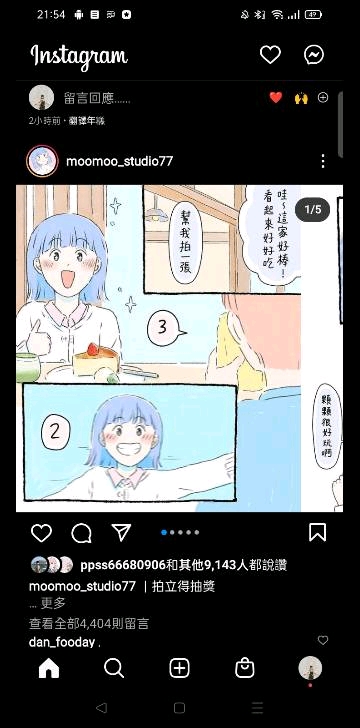 21:54
49
Instagram
留言回應......
2小時前・翻譯年糕
moomoo_studio77
1/5
哇～這家好棒！
看起來好好吃
幫我拍一張
3
2
顆顆很好玩啊
ppss66680906和其他9,143人都說讚
moomoo_studio77 ｜拍立得抽獎
... 更多
查看全部4,404則留言
dan_fooday .